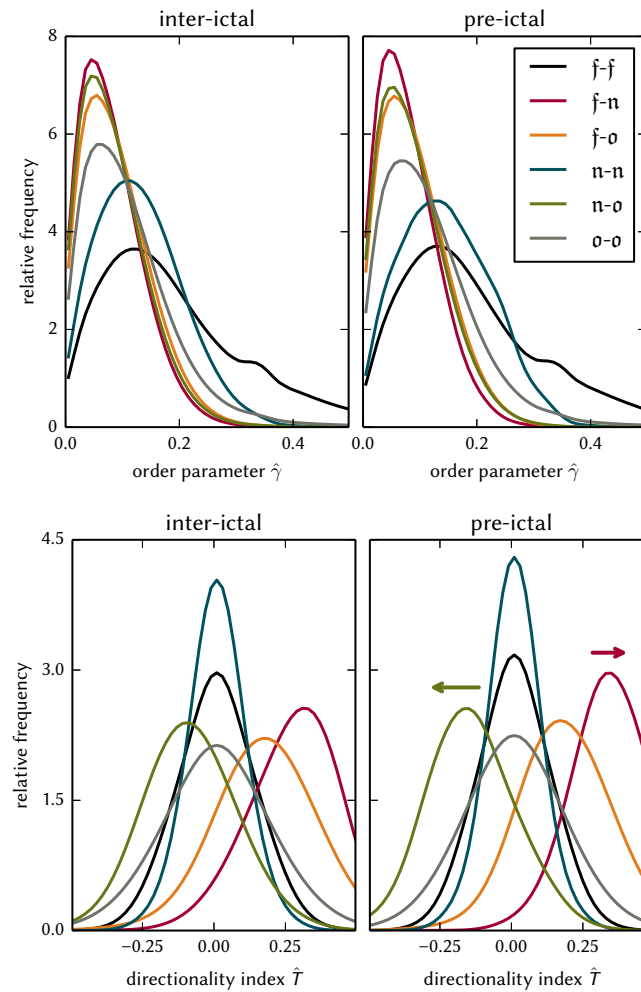 inter-ictal pre-ictal
8
6
4
2
0
relative frequency
𝔣-𝔣
𝔣-𝔫
𝔣-𝔬
𝔫-𝔫
𝔫-𝔬
𝔬-𝔬
0.0 0.2 0.4 0.0 0.2 0.4
order parameter γ̂ order parameter γ̂
inter-ictal pre-ictal
4.5
3.0
1.5
0.0
relative frequency
−0.25 0.00 0.25 −0.25 0.00 0.25
directionality index T̂ directionality index T̂